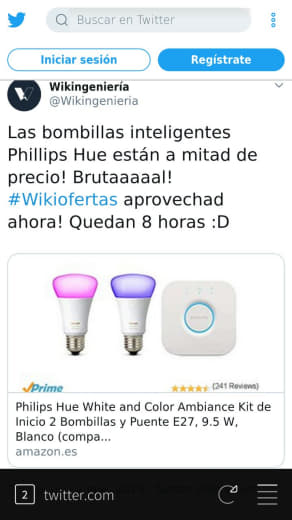 Buscar en Twitter
Iniciar sesión
Regístrate
Wikingeniería
@Wikingenieria
Las bombillas inteligentes
Phillips Hue están a mitad de
precio! Brutaaaaal!
#Wikiofertas aprovechad
ahora! Quedan 8 horas :D
Prime
(241 Reviews)
Philips Hue White and Color Ambiance Kit de
Inicio 2 Bombillas y Puente E27, 9.5 W,
Blanco (compa...
amazon.es
2
twitter.com